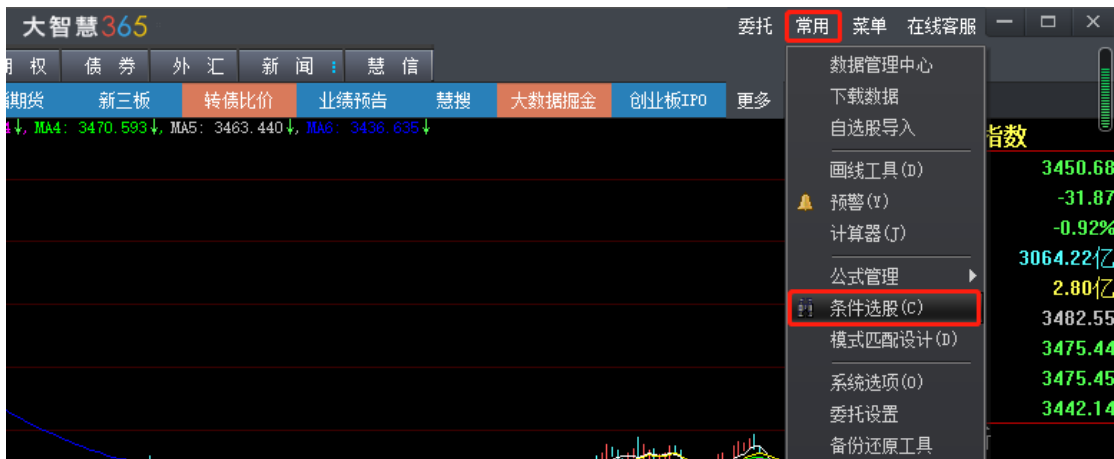 大智慧365 委托 常用 菜单 在线客服
权 债券 外汇 新闻 慧信
期货 新三板 转债比价 业绩预告 慧搜 大数据掘金 创业板IPO 更多
MA4: 3470.593↓, MA5: 3463.440↓, MA6: 3436.635↓
数据管理中心
下载数据
自选股导入
画线工具(D)
预警(Y)
计算器(J)
公式管理
条件选股(C)
模式匹配设计(D)
系统选项(O)
委托设置
备份还原工具
指数
3450.68
-31.87
-0.92%
3064.22亿
2.80亿
3482.55
3475.44
3475.45
3442.14